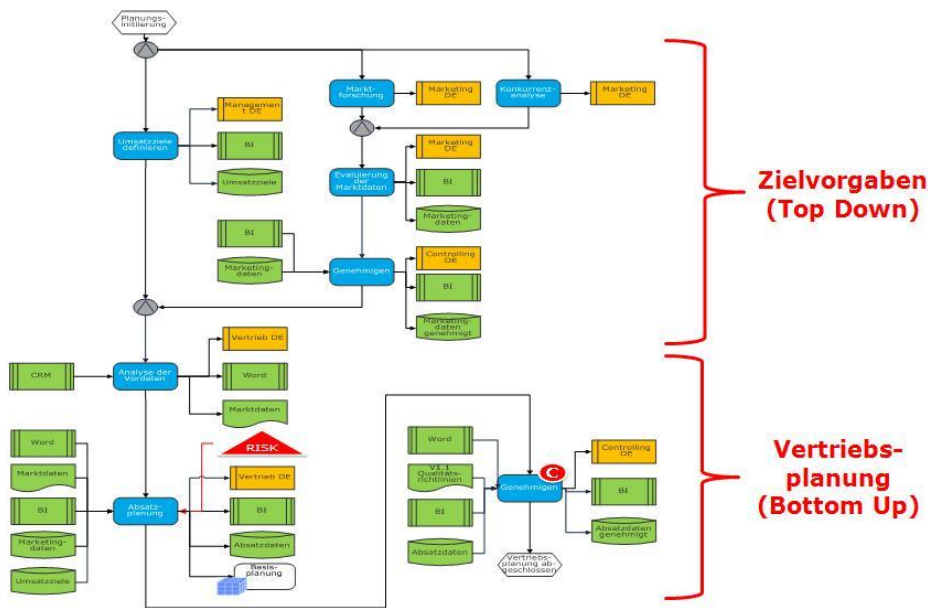 Planungs-
initiierung
Markt-
forschung
Marketing
DE
Konkurrenz-
analyse
Marketing
DE
Managemen
t DE
Umsatzziele
definieren
BI
Umsatzziele
Marketing
DE
Evaluierung
der
Marktdaten
BI
Marketing-
daten
BI
Marketing-
daten
Genehmigen
Controlling
DE
BI
Marketing-
daten
genehmigt
Zielvorgaben
(Top Down)
CRM
Analyse der
Vordaten
Vertrieb DE
Word
Marktdaten
RISK
Word
Marktdaten
BI
Marketing-
daten
Umsatzziele
Absatz-
planung
Vertrieb DE
BI
Absatzdaten
Basis-
planung
Word
V1.1
Qualitäts-
richtlinien
BI
Absatzdaten
Genehmigen
C
Controlling
DE
BI
Absatzdaten
genehmigt
Vertriebs-
planung ab-
geschlossen
Vertriebs-
planung
(Bottom Up)